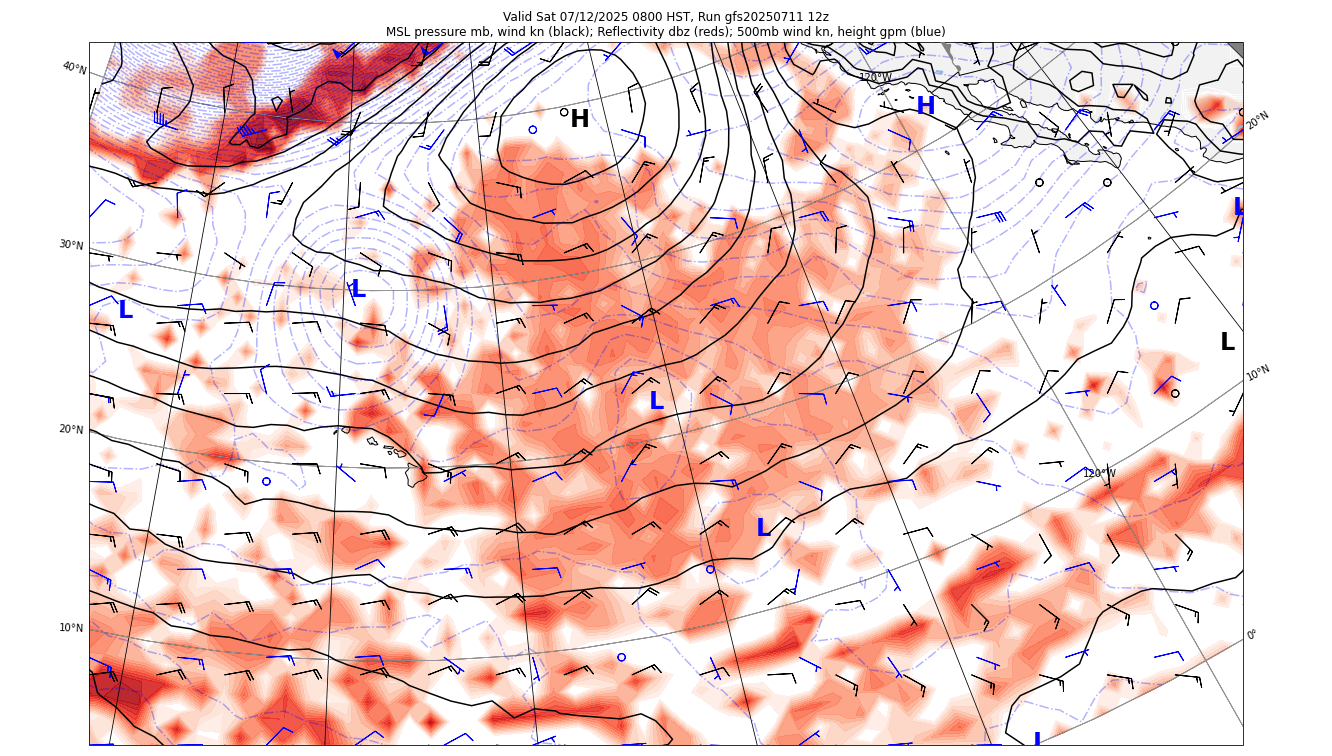 Valid Sat 07/12/2025 0800 HST, Run gfs20250711 12z
MSL pressure mb, wind kn (black); Reflectivity dbz (reds); 500mb wind kn, height gpm (blue)
40°N
120°W
H
H
20°N
L
30°N
L
L
L
10°N
L
20°N
120°W
L
10°N
0°
L